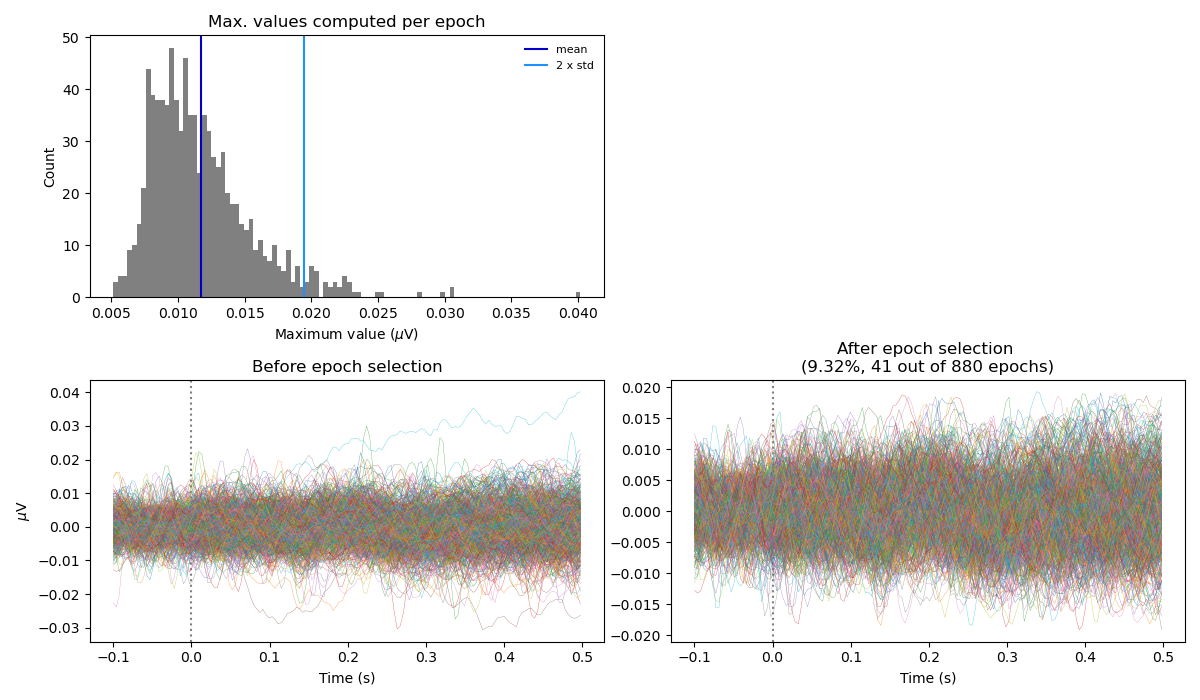 Max. values computed per epoch
50
40
30
20
10
0
Count
mean
2 x std
0.005 0.010 0.015 0.020 0.025 0.030 0.035 0.040
Maximum value (μV)
Before epoch selection
0.04
0.03
0.02
0.01
0.00
−0.01
−0.02
−0.03
μV
−0.1 0.0 0.1 0.2 0.3 0.4 0.5
Time (s)
After epoch selection
(9.32%, 41 out of 880 epochs)
0.020
0.015
0.010
0.005
0.000
−0.005
−0.010
−0.015
−0.020
−0.1 0.0 0.1 0.2 0.3 0.4 0.5
Time (s)